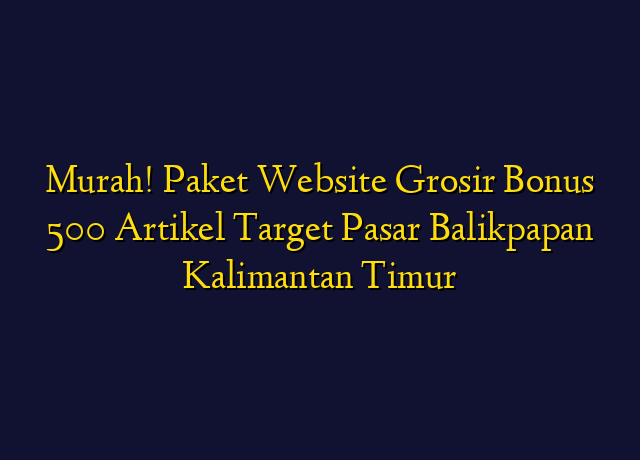 Murah! Paket Website Grosir Bonus
500 Artikel Target Pasar Balikpapan
Kalimantan Timur